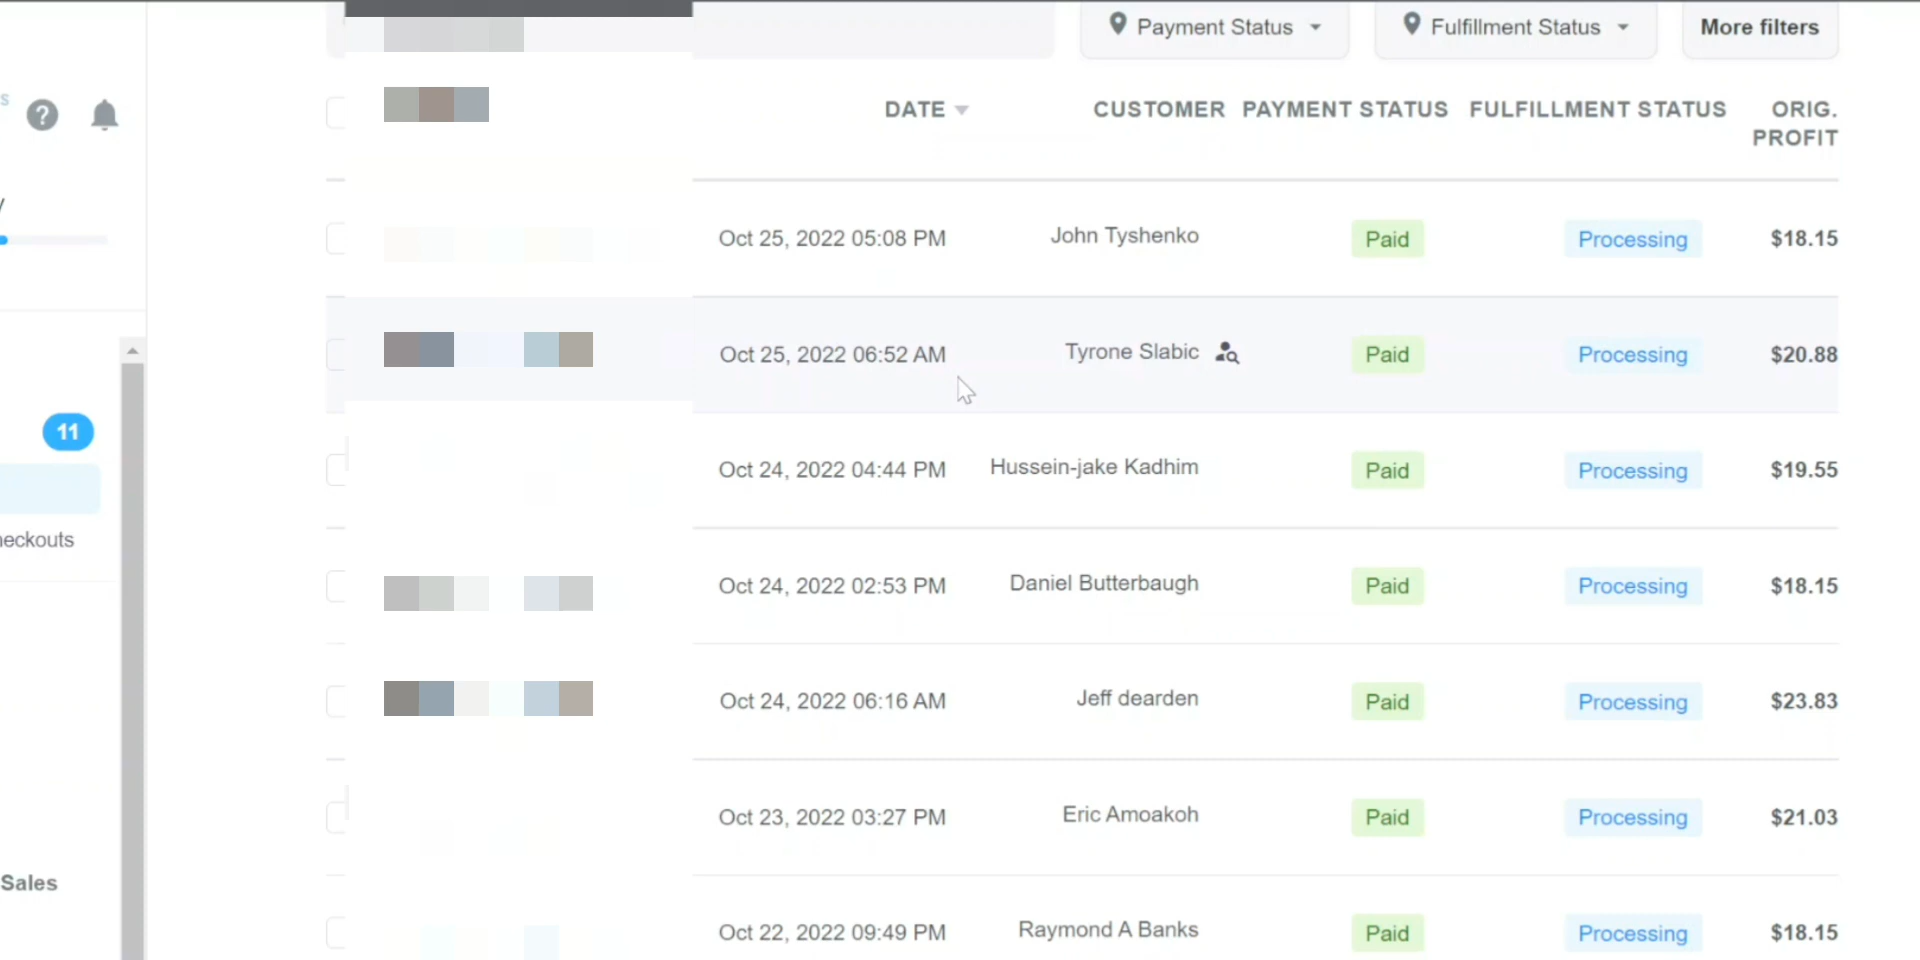 Payment Status
Fulfillment Status
More filters
s
?
DATE CUSTOMER PAYMENT STATUS FULFILLMENT STATUS ORIG. PROFIT
Oct 25, 2022 05:08 PM John Tyshenko Paid Processing $18.15
Oct 25, 2022 06:52 AM Tyrone Slabic Paid Processing $20.88
11
Oct 24, 2022 04:44 PM Hussein-jake Kadhim Paid Processing $19.55
heckouts
Oct 24, 2022 02:53 PM Daniel Butterbaugh Paid Processing $18.15
Oct 24, 2022 06:16 AM Jeff dearden Paid Processing $23.83
Oct 23, 2022 03:27 PM Eric Amoakoh Paid Processing $21.03
Sales
Oct 22, 2022 09:49 PM Raymond A Banks Paid Processing $18.15